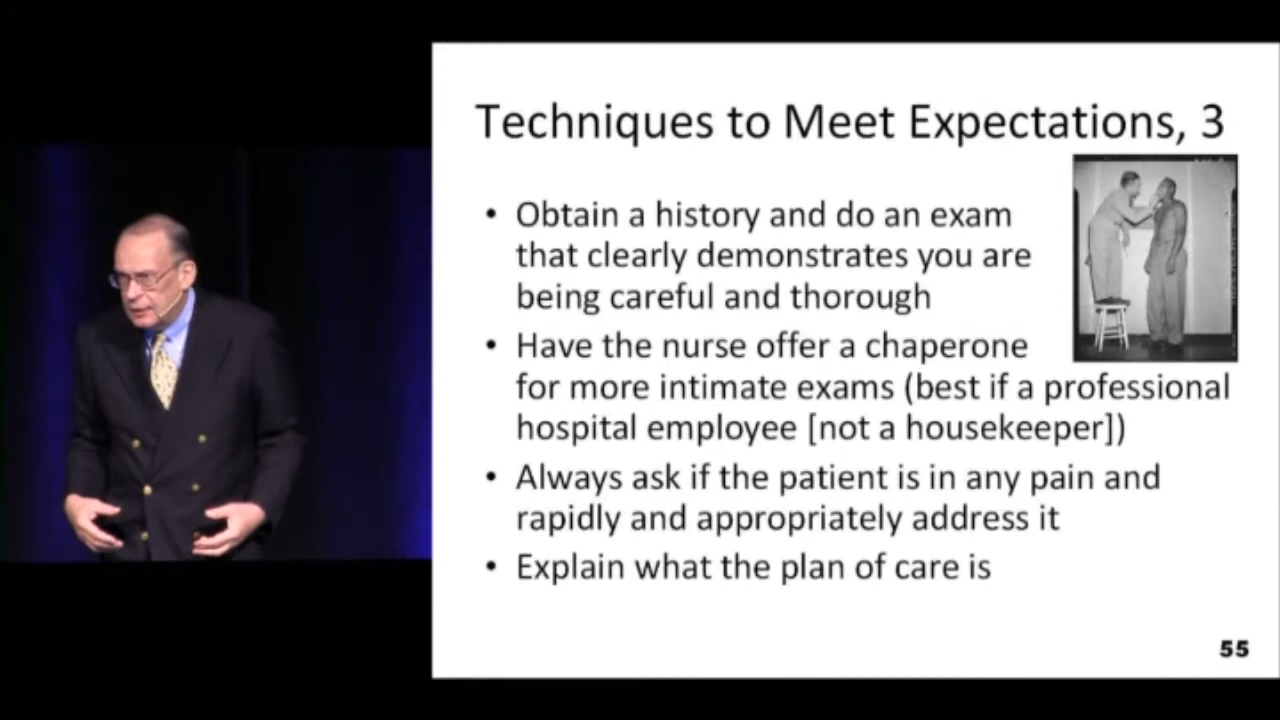 Techniques to Meet Expectations, 3
• Obtain a history and do an exam
that clearly demonstrates you are
being careful and thorough
• Have the nurse offer a chaperone
for more intimate exams (best if a professional
hospital employee [not a housekeeper])
• Always ask if the patient is in any pain and
rapidly and appropriately address it
• Explain what the plan of care is
55